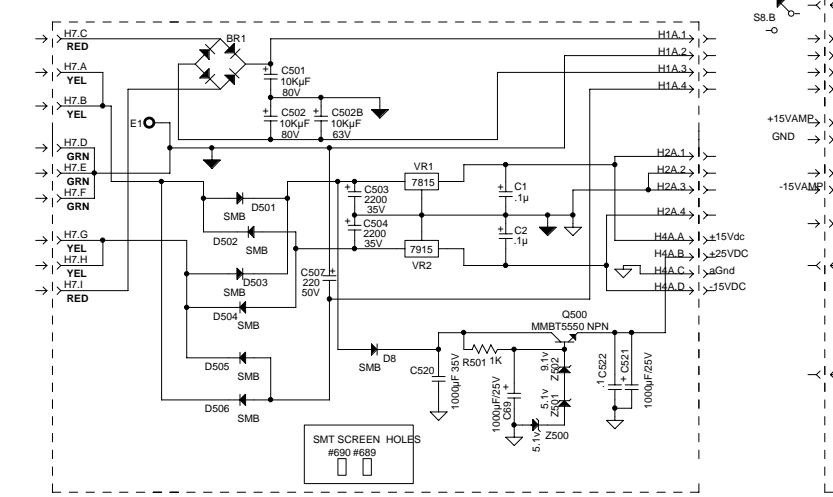 S8.B
H7.C
RED
BR1
H1A.1
H1A.2
H1A.3
H1A.4
H7.A
YEL
H7.B
YEL
C501
10KµF
80V
C502
10KµF
80V
C502B
10KµF
63V
E1
+15VAMP
GND
-15VAMP
H7.D
GRN
H7.E
GRN
H7.F
GRN
VR1
7815
H2A.1
H2A.2
H2A.3
H2A.4
D501
SMB
C503
2200
35V
C1
.1µ
D502
SMB
C504
2200
35V
C2
.1µ
H7.G
YEL
H7.H
YEL
H7.I
RED
7915
VR2
H4A.A
+15Vdc
H4A.B
+25VDC
H4A.C
aGnd
H4A.D
-15VDC
D503
SMB
C507
220
50V
D504
SMB
Q500
MMBT5550 NPN
D505
SMB
D8
SMB
C520
1000µF 35V
R501 1K
9.1v
Z502
.1 C522
C521
1000µF/25V
1000µF/25V
C69
5.1v
Z501
D506
SMB
5.1v
Z500
SMT SCREEN HOLES
#690 #689